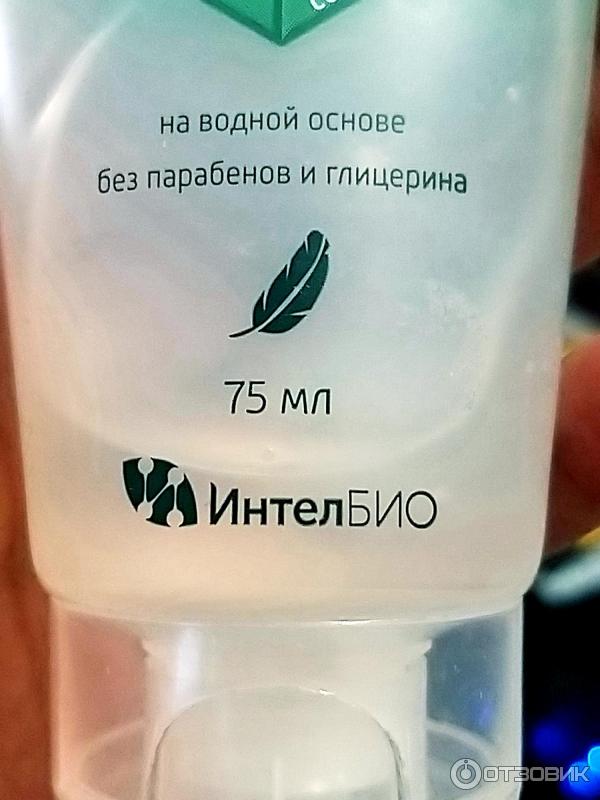 на водной основе
без парабенов и глицерина
75 мл
ИнтелБИО
ОТЗОВИК